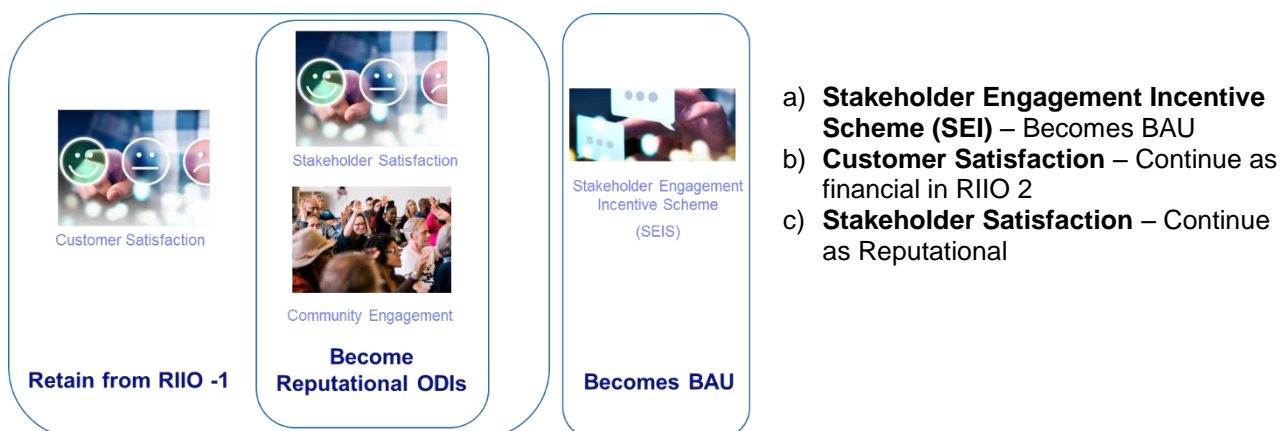 Customer Satisfaction
Retain from RIIO -1
Stakeholder Satisfaction
Community Engagement
Become
Reputational ODIs
Stakeholder Engagement
Incentive Scheme
(SEIS)
Becomes BAU
a) Stakeholder Engagement Incentive
Scheme (SEI) – Becomes BAU
b) Customer Satisfaction – Continue as
financial in RIIO 2
c) Stakeholder Satisfaction – Continue
as Reputational